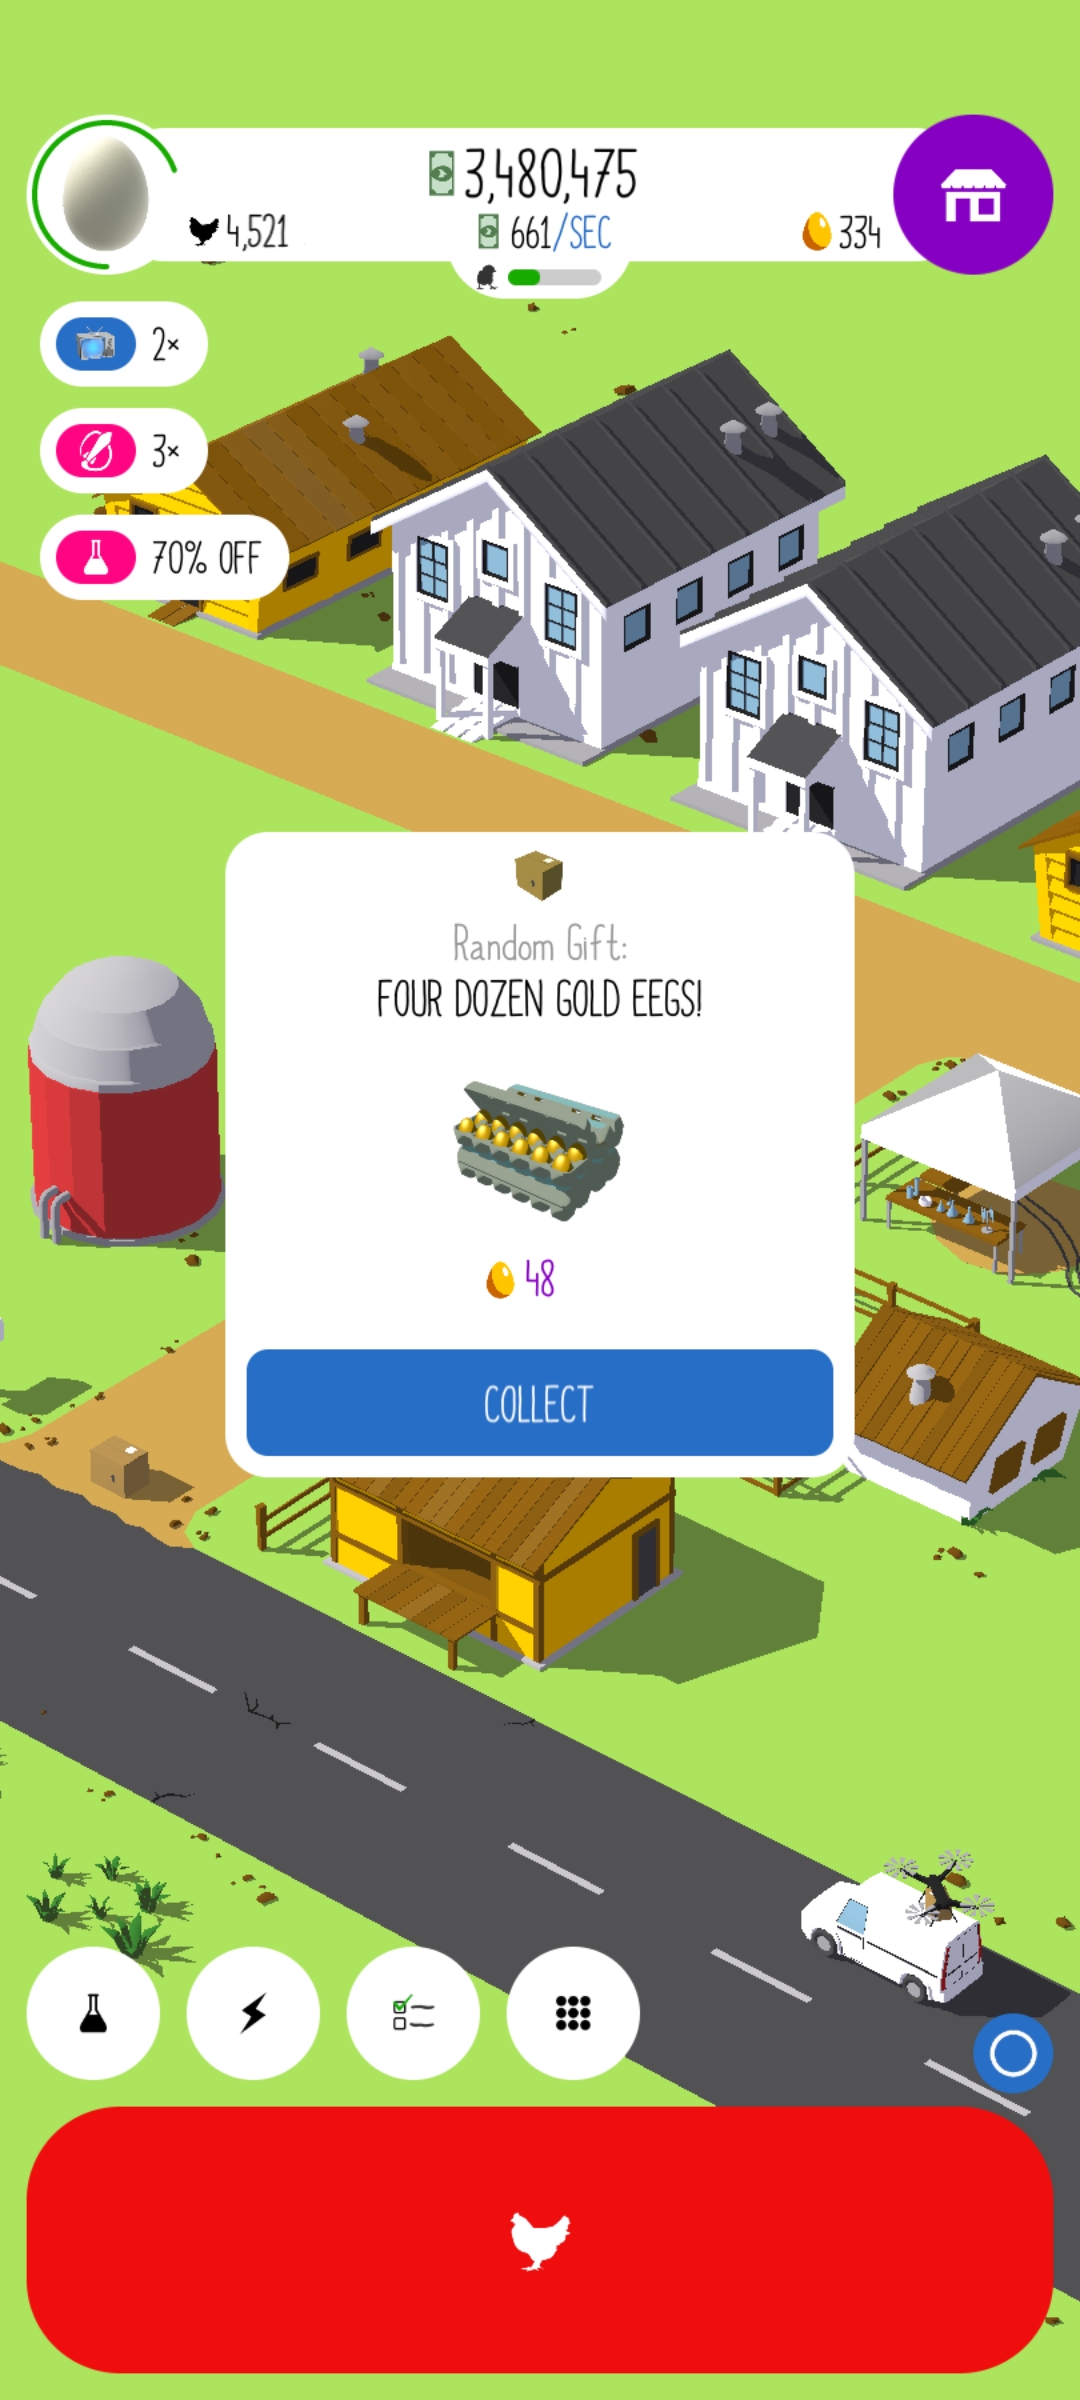 3,480,475
4,521
661/SEC
334
2×
3×
70% OFF
Random Gift:
FOUR DOZEN GOLD EEGS!
48
COLLECT